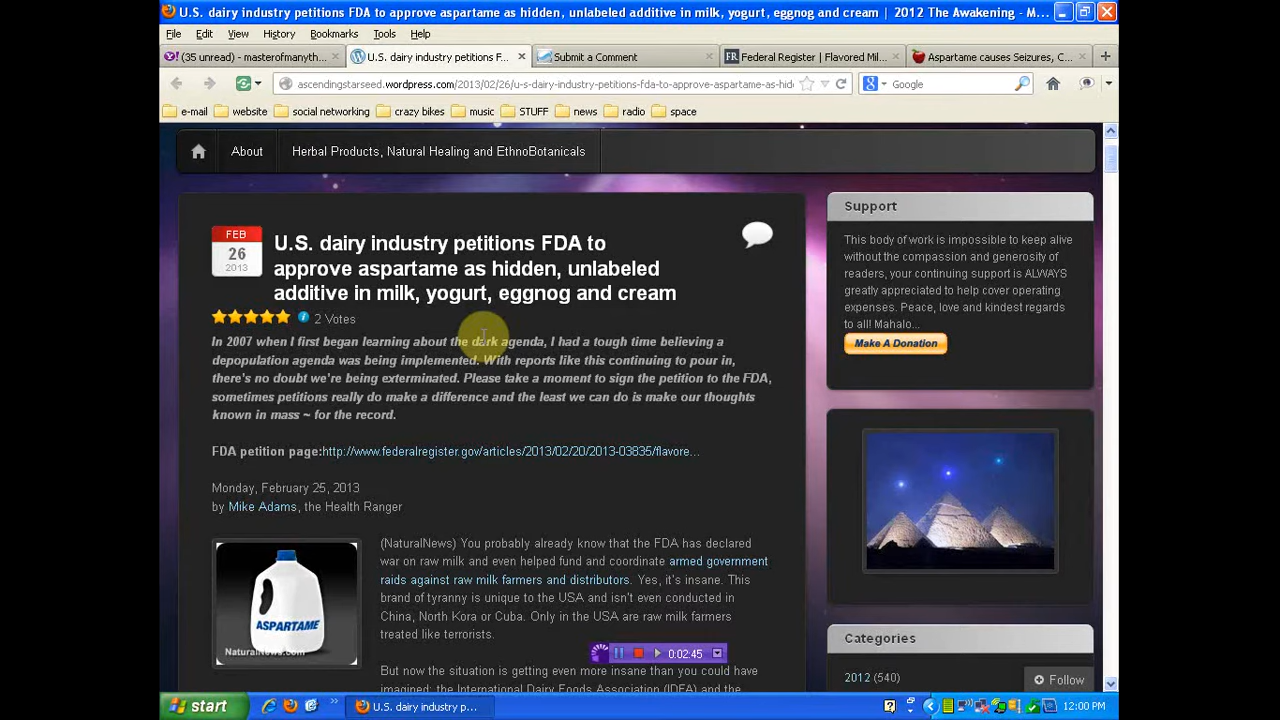 U.S. dairy industry petitions FDA to approve aspartame as hidden, unlabeled additive in milk, yogurt, eggnog and cream | 2012 The Awakening - M...
File Edit View History Bookmarks Tools Help
(35 unread) - masterofmanyth...
U.S. dairy industry petitions F...
Submit a Comment
Federal Register | Flavored Mil...
Aspartame causes Seizures, C...
ascendingstarseed.wordpress.com/2013/02/26/u-s-dairy-industry-petitions-fda-to-approve-aspartame-as-hidd
Google
e-mail website social networking crazy bikes music STUFF news radio space
About
Herbal Products, Natural Healing and EthnoBotanicals
FEB
26
2013
U.S. dairy industry petitions FDA to
approve aspartame as hidden, unlabeled
additive in milk, yogurt, eggnog and cream
2 Votes
In 2007 when I first began learning about the dark agenda, I had a tough time believing a
depopulation agenda was being implemented. With reports like this continuing to pour in,
there's no doubt we're being exterminated. Please take a moment to sign the petition to the FDA,
sometimes petitions really do make a difference and the least we can do is make our thoughts
known in mass ~ for the record.
FDA petition page:http://www.federalregister.gov/articles/2013/02/20/2013-03835/flavore...
Monday, February 25, 2013
by Mike Adams, the Health Ranger
ASPARTAME
NaturalNews.com
(NaturalNews) You probably already know that the FDA has declared
war on raw milk and even helped fund and coordinate armed government
raids against raw milk farmers and distributors. Yes, it's insane. This
brand of tyranny is unique to the USA and isn't even conducted in
China, North Kora or Cuba. Only in the USA are raw milk farmers
treated like terrorists.
But now the situation is getting even more insane than you could have
imagined: the International Dairy Foods Association (IDFA) and the
Support
This body of work is impossible to keep alive
without the compassion and generosity of
readers, your continuing support is ALWAYS
greatly appreciated to help cover operating
expenses. Peace, love and kindest regards
to all! Mahalo...
Make A Donation
Categories
2012 (540)
Follow
0:02:45
start
U.S. dairy industry p...
12:00 PM